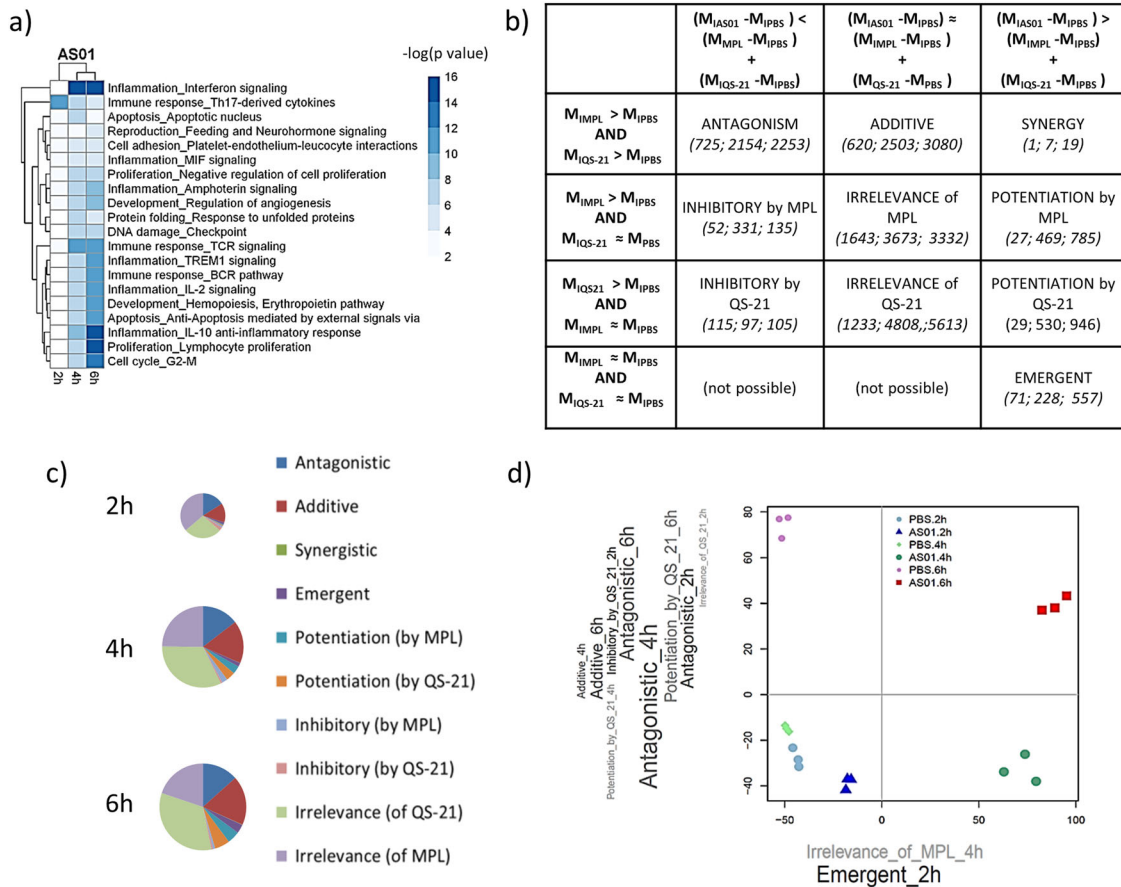 a)
AS01
-log(p value)
16
14
12
10
8
6
4
2
Inflammation_Interferon signaling
Immune response_Th17-derived cytokines
Apoptosis_Apoptotic nucleus
Reproduction_Feeding and Neurohormone signaling
Cell adhesion_Platelet-endothelium-leucocyte interactions
Inflammation_MIF signaling
Proliferation_Negative regulation of cell proliferation
Inflammation_Amphoterin signaling
Development_Regulation of angiogenesis
Protein folding_Response to unfolded proteins
DNA damage_Checkpoint
Immune response_TCR signaling
Inflammation_TREM1 signaling
Immune response_BCR pathway
Inflammation_IL-2 signaling
Development_Hemopoiesis, Erythropoietin pathway
Apoptosis_Anti-Apoptosis mediated by external signals via
Inflammation_IL-10 anti-inflammatory response
Proliferation_Lymphocyte proliferation
Cell cycle_G2-M
2h 4h 6h
b)
(MIAS01 -MIPBS ) < (MMPL -MIPBS ) + (MIQS-21 -MIPBS)
(MIAS01 -MIPBS) ≈ (MIMPL -MIPBS ) + (MQS-21 -MPBS )
(MIAS01 -MIPBS ) > (MIMPL -MIPBS) + (MIQS-21 -MIPBS )
MIMPL > MIPBS AND MIQS-21 > MIPBS
ANTAGONISM (725; 2154; 2253)
ADDITIVE (620; 2503; 3080)
SYNERGY (1; 7; 19)
MIMPL > MIPBS AND MIQS-21 ≈ MPBS
INHIBITORY by MPL (52; 331; 135)
IRRELEVANCE of MPL (1643; 3673; 3332)
POTENTIATION by MPL (27; 469; 785)
MIQS21 > MIPBS AND MIMPL ≈ MIPBS
INHIBITORY by QS-21 (115; 97; 105)
IRRELEVANCE of QS-21 (1233; 4808,;5613)
POTENTIATION by QS-21 (29; 530; 946)
MIMPL ≈ MIPBS AND MIQS-21 ≈ MIPBS
(not possible)
(not possible)
EMERGENT (71; 228; 557)
c)
2h
4h
6h
Antagonistic
Additive
Synergistic
Emergent
Potentiation (by MPL)
Potentiation (by QS-21)
Inhibitory (by MPL)
Inhibitory (by QS-21)
Irrelevance (of QS-21)
Irrelevance (of MPL)
d)
Additive_4h
Potentiation_by_QS_21_4h
Additive_6h
Inhibitory_by_QS_21_2h
Antagonistic_6h
Antagonistic_4h
Potentiation_by_QS_21_6h
Antagonistic_2h
Irrelevance_of_QS_21_2h
80
60
40
20
0
−20
−40
PBS.2h
AS01.2h
PBS.4h
AS01.4h
PBS.6h
AS01.6h
−50 0 50 100
Irrelevance_of_MPL_4h
Emergent_2h